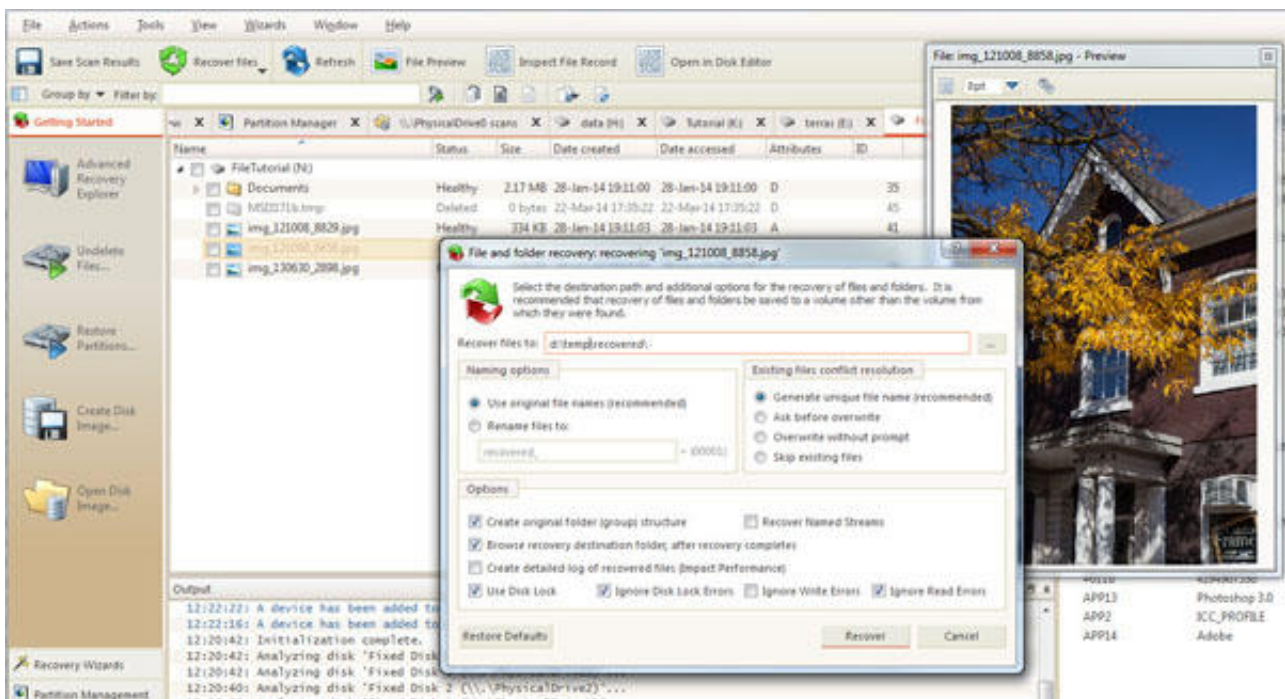 File Actions Tools View Wizards Window Help
Save Scan Results Recover files Refresh File Preview Inspect File Record Open in Disk Editor
Group by Filter by:
File: img_121008_8858.jpg - Preview
Getting Started
Partition Manager \\.\PhysicalDrive0 scans data (H:) Tutorial (K:) terras (E:)
Name Status Size Date created Date accessed Attributes ID
FileTutorial (N:)
Documents Healthy 2.17 MB 28-Jan-14 19:11:00 28-Jan-14 19:11:00 D 35
Deleted 0 bytes 22-Mar-14 17:35:22 22-Mar-14 17:35:22 D 45
img_121008_8829.jpg Healthy 334 KB 28-Jan-14 19:11:03 28-Jan-14 19:11:03 A 41
img_121008_8858.jpg
img_130630_2898.jpg
Advanced Recovery Explorer
Undelete Files...
Restore Partitions...
Create Disk Image...
Open Disk Image...
File and folder recovery: recovering 'img_121008_8858.jpg'
Select the destination path and additional options for the recovery of files and folders. It is
recommended that recovery of files and folders be saved to a volume other than the volume from
which they were found.
Recover files to: d:\temp\recovered\
...
Naming options
Use original file names (recommended)
Rename files to:
recovered_ + (00001)
Existing files conflict resolution
Generate unique file name (recommended)
Ask before overwrite
Overwrite without prompt
Skip existing files
Options
Create original folder (group) structure Recover Named Streams
Browse recovery destination folder, after recovery completes
Create detailed log of recovered files (Impact Performance)
Use Disk Lock Ignore Disk Lock Errors Ignore Write Errors Ignore Read Errors
Restore Defaults Recover Cancel
Output
12:22:22: A device has been added to
12:22:16: A device has been added to
12:20:42: Initialization complete.
12:20:42: Analyzing disk 'Fixed Disk
12:20:42: Analyzing disk 'Fixed Disk
12:20:40: Analyzing disk 'Fixed Disk 2 (\\.\PhysicalDrive2)'...
Recovery Wizards
Partition Management
APP13 Photoshop 3.0
APP2 ICC_PROFILE
APP14 Adobe